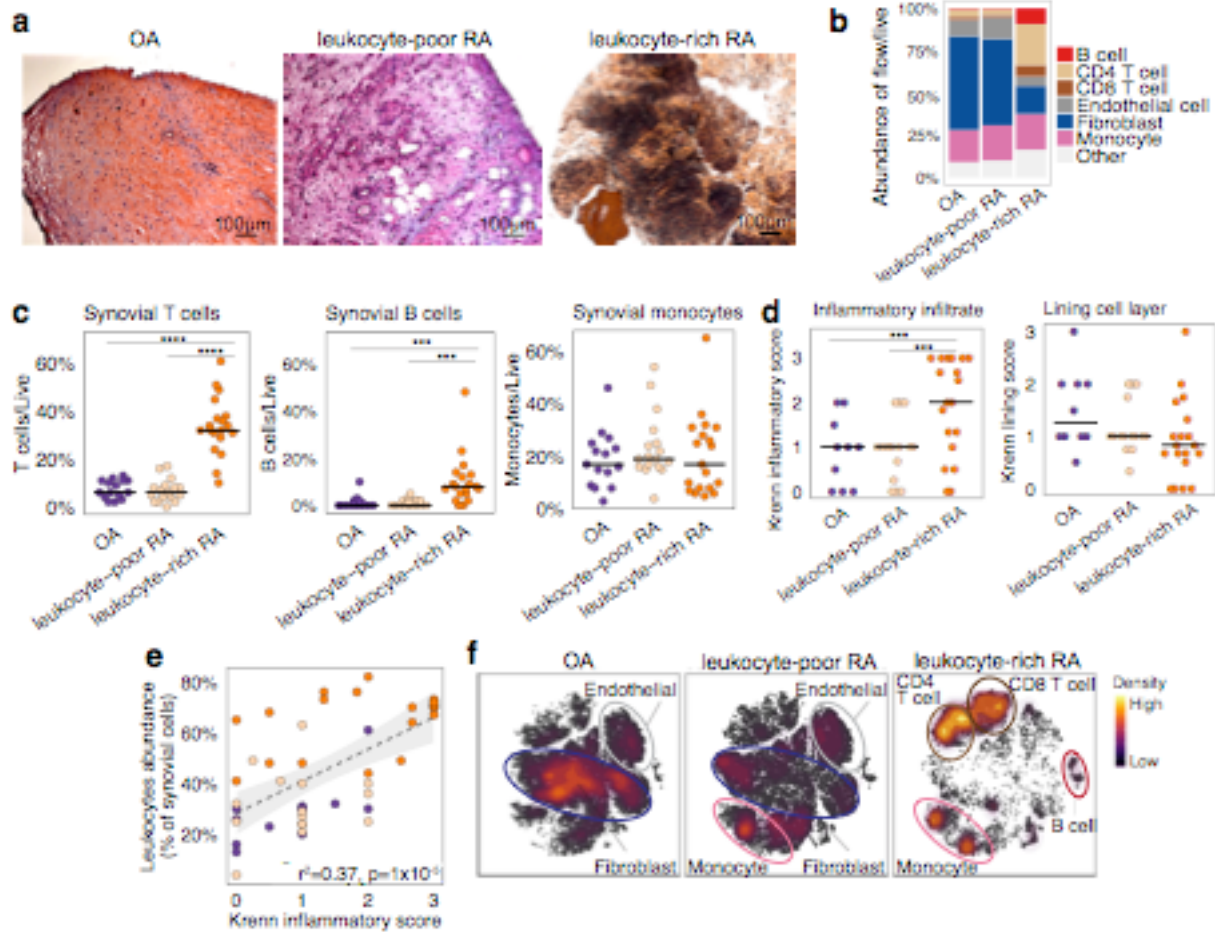 a
OA
leukocyte-poor RA
leukocyte-rich RA
100µm
100µm
100µm
b
Abundance of flow/live
100%
75%
50%
25%
0%
OA
leukocyte-poor RA
leukocyte-rich RA
B cell
CD4 T cell
CD8 T cell
Endothelial cell
Fibroblast
Monocyte
Other
c
Synovial T cells
T cells/Live
60%
40%
20%
0%
****
****
OA
leukocyte-poor RA
leukocyte-rich RA
Synovial B cells
B cells/Live
60%
40%
20%
0%
***
***
OA
leukocyte-poor RA
leukocyte-rich RA
Synovial monocytes
Monocytes/Live
60%
40%
20%
0%
OA
leukocyte-poor RA
leukocyte-rich RA
d
Inflammatory infiltrate
Krenn inflammatory score
3
2
1
0
***
***
OA
leukocyte-poor RA
leukocyte-rich RA
Lining cell layer
Krenn lining score
3
2
1
0
OA
leukocyte-poor RA
leukocyte-rich RA
e
Leukocytes abundance
(% of synovial cells)
80%
60%
40%
20%
0
1
2
3
Krenn inflammatory score
f
OA
Endothelial
Fibroblast
leukocyte-poor RA
Endothelial
Monocyte
Fibroblast
leukocyte-rich RA
CD4
T cell
CD8 T cell
B cell
Monocyte
Density
High
Low